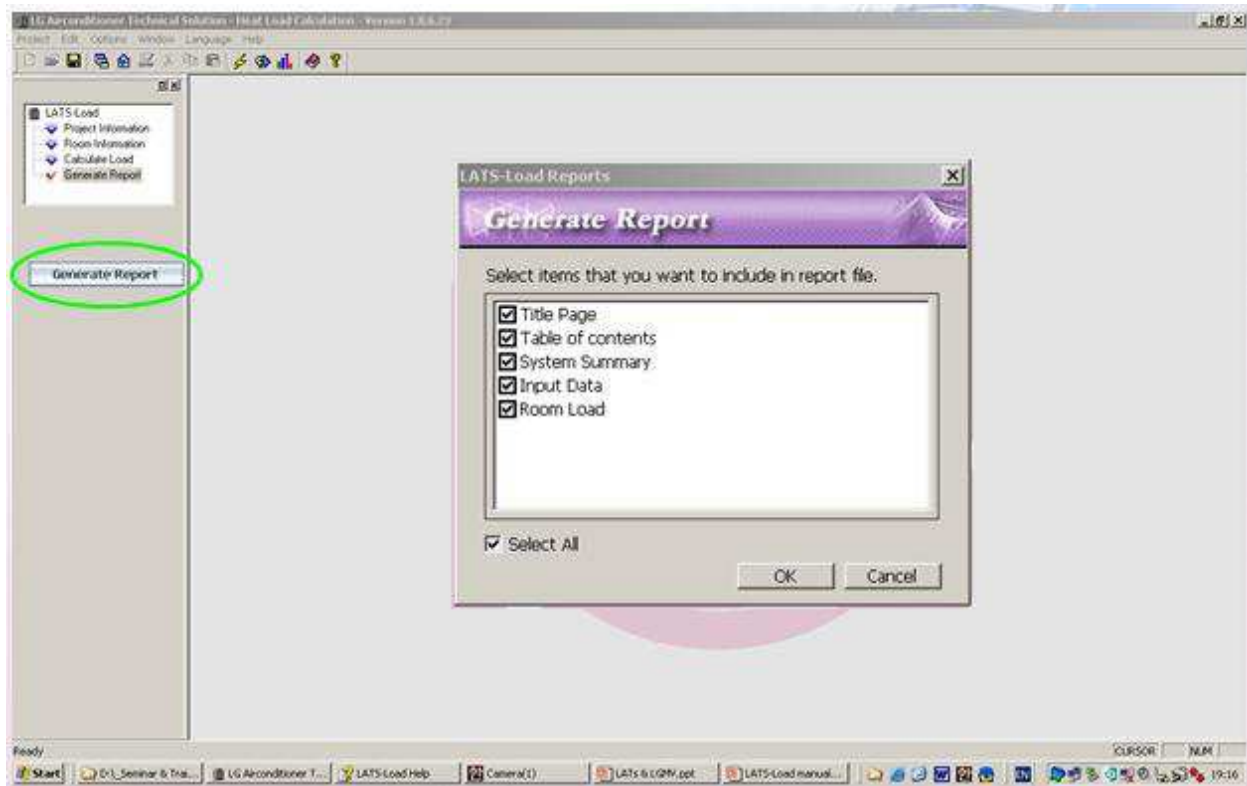 LG Airconditioner Technical Solution - Heat Load Calculation - Version
Project Edit Options Window Language Help
LATS-Load
Project Information
Room Information
Calculate Load
Generate Report
Generate Report
LATS-Load Reports
Generate Report
Select items that you want to include in report file.
Title Page
Table of contents
System Summary
Input Data
Room Load
Select All
OK Cancel
Ready CURSOR NUM
Start D:\_Seminar & Trai... LG Airconditioner T... LATS-Load Help Camera(1) LATs & LGMV.ppt LATS-Load manual... EN 19:16